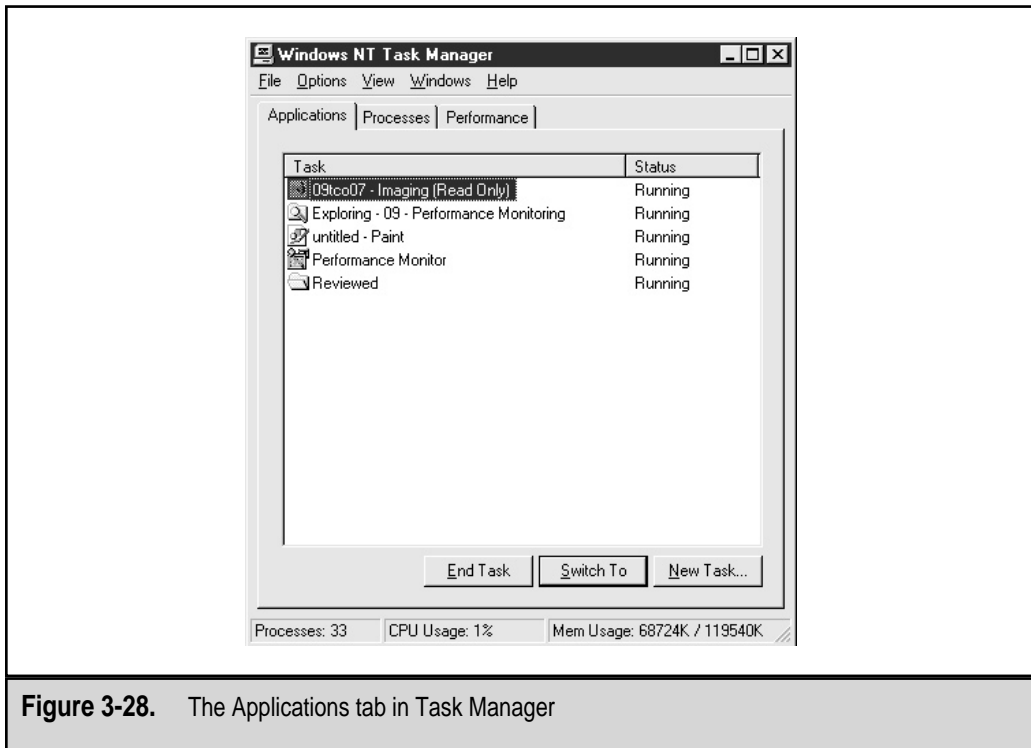 Windows NT Task Manager
File Options View Windows Help
Applications Processes Performance
Task Status
09tco07 - Imaging (Read Only) Running
Exploring - 09 - Performance Monitoring Running
untitled - Paint Running
Performance Monitor Running
Reviewed Running
End Task Switch To New Task...
Processes: 33 CPU Usage: 1% Mem Usage: 68724K / 119540K
Figure 3-28. The Applications tab in Task Manager